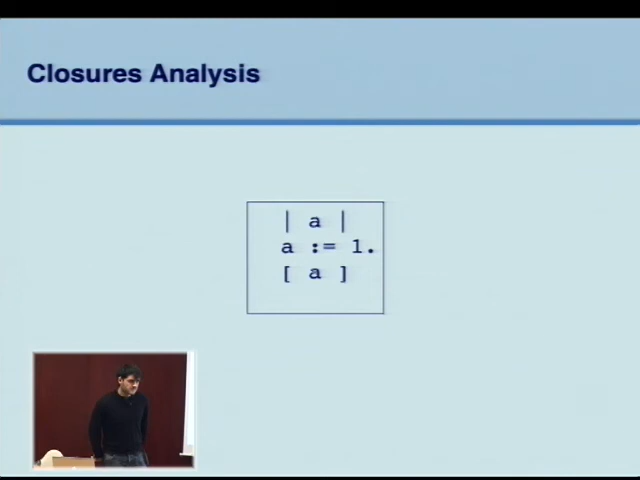 Closures Analysis
| a |
a := 1.
[ a ]